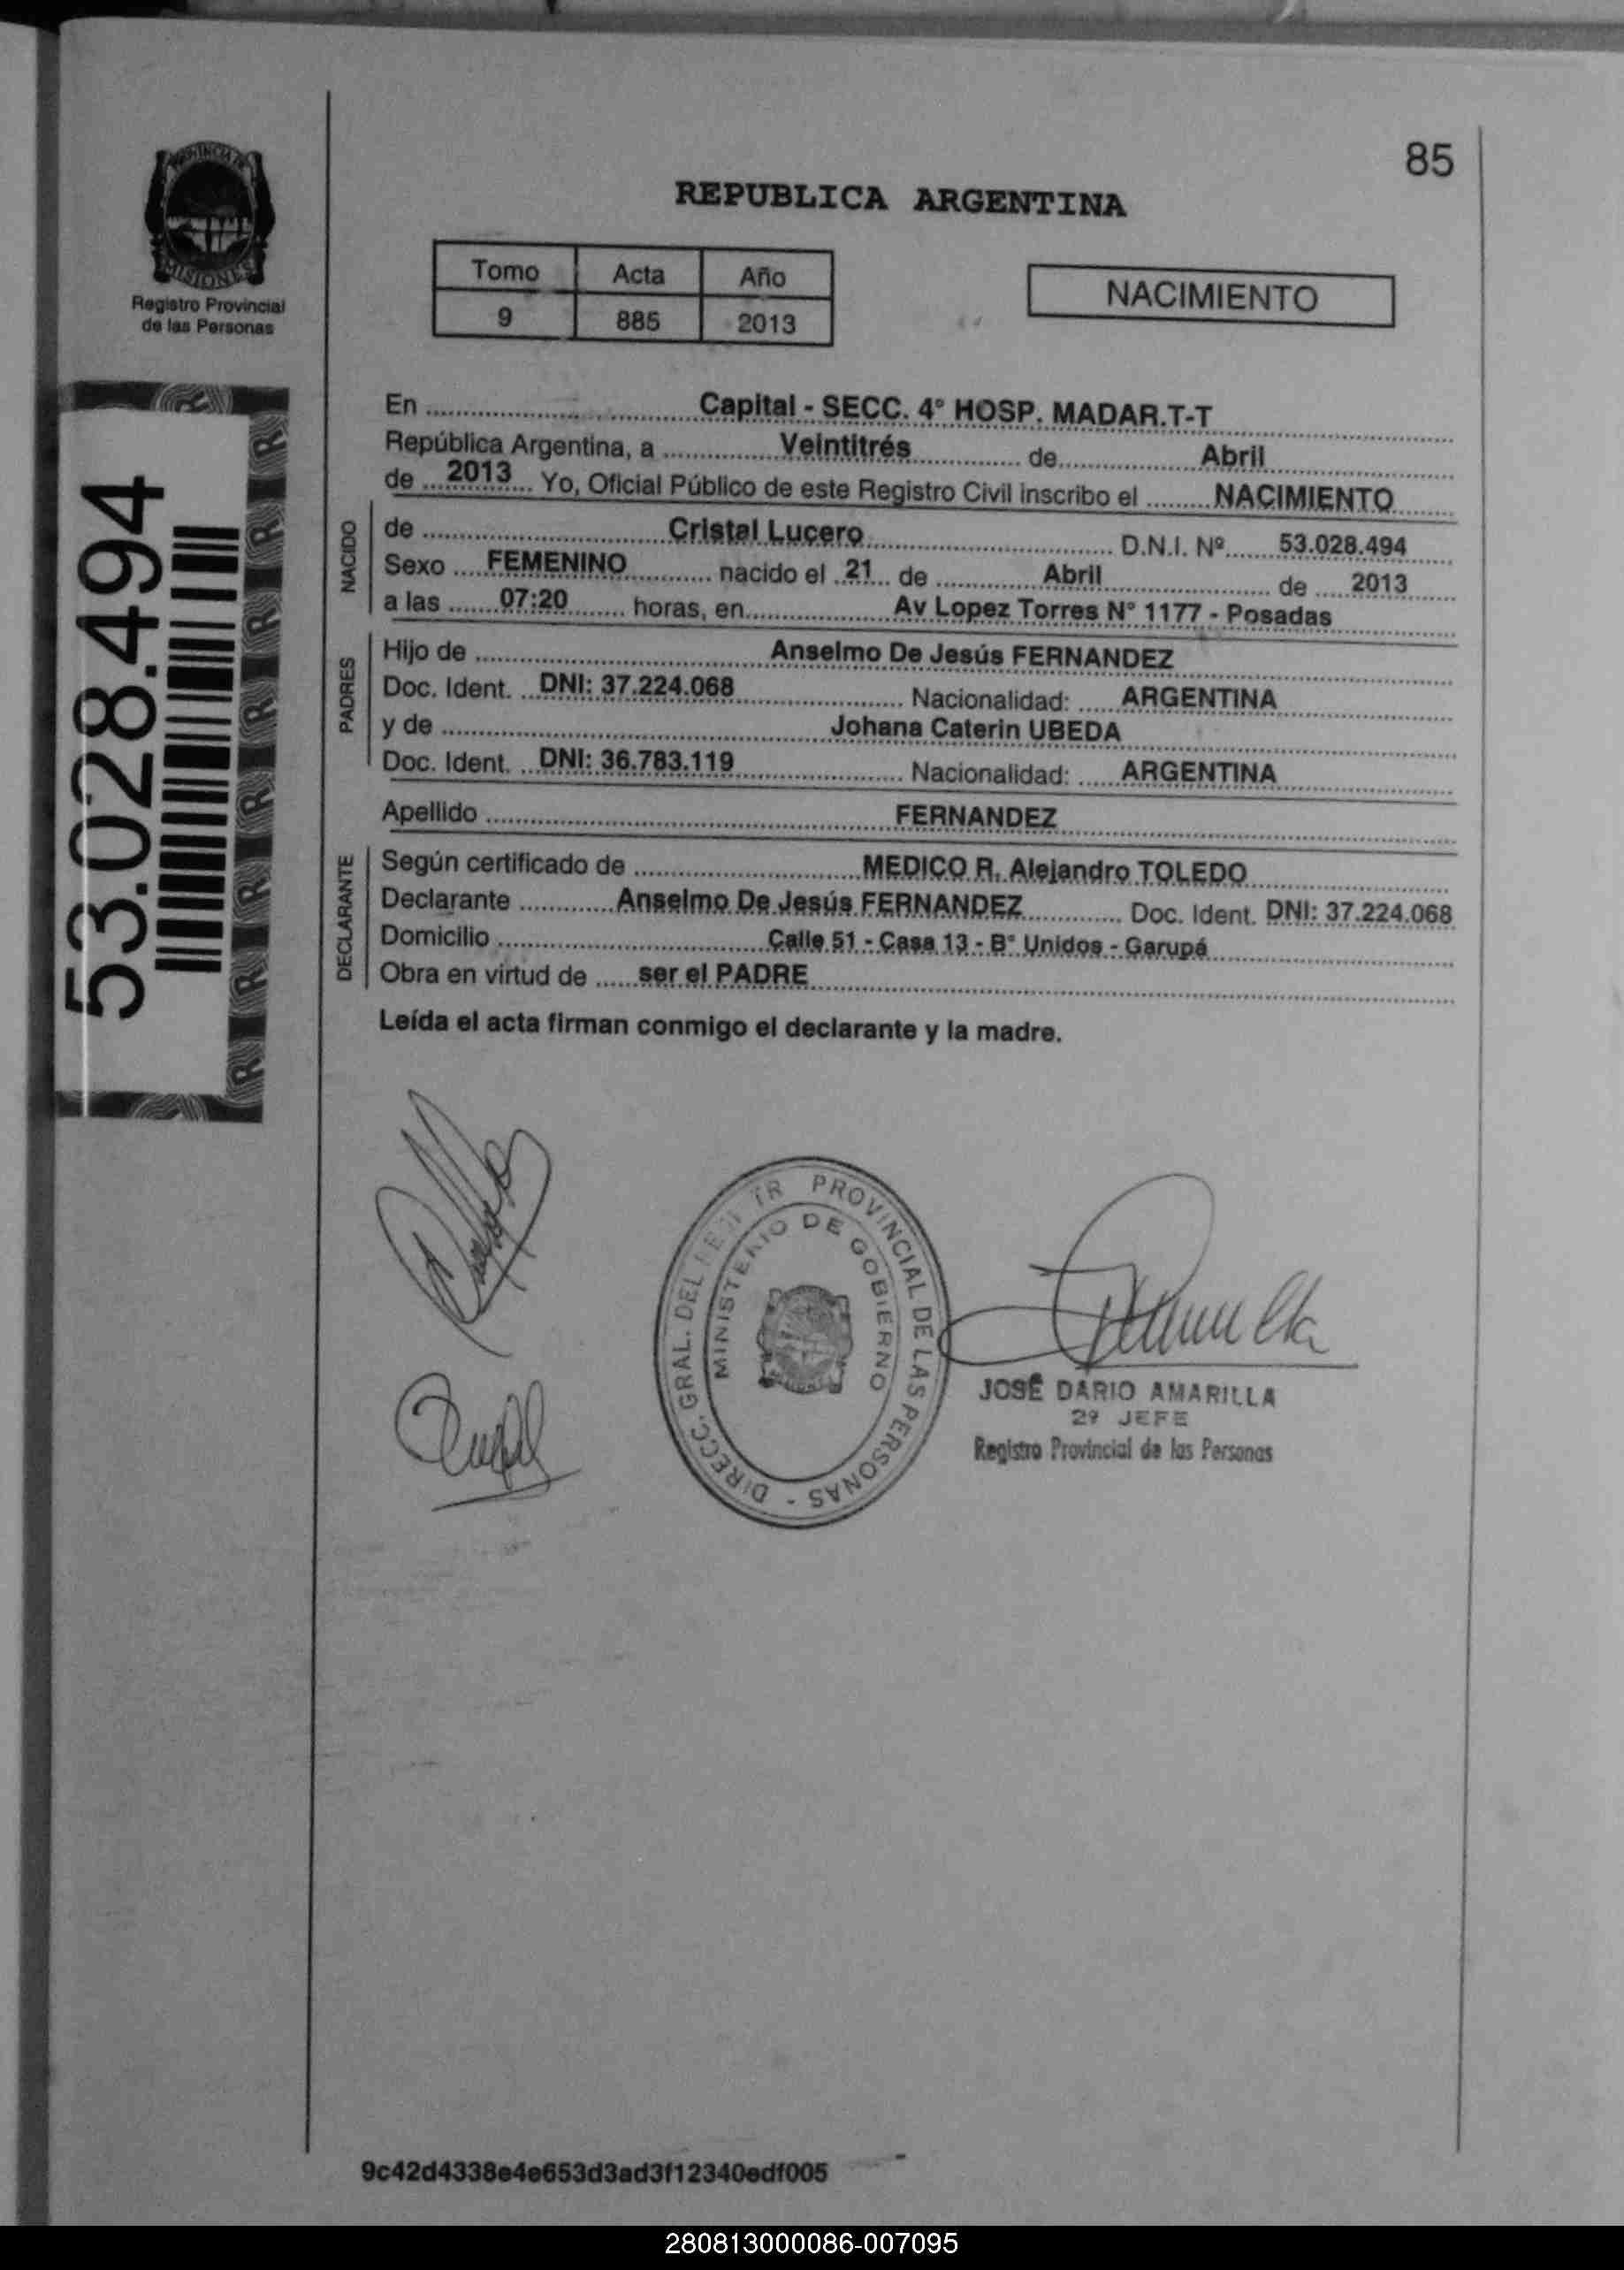 85
REPUBLICA ARGENTINA
PROVINCIA DE
MISIONES
Registro Provincial
de las Personas
Tomo Acta Año
9 885 2013
NACIMIENTO
53.028.494
En Capital - SECC. 4° HOSP. MADAR.T-T
República Argentina, a Veintitrés de Abril
de 2013 Yo, Oficial Público de este Registro Civil inscribo el NACIMIENTO
NACIDO
de Cristal Lucero D.N.I. Nº 53.028.494
Sexo FEMENINO nacido el 21 de Abril de 2013
a las 07:20 horas, en Av Lopez Torres N° 1177 - Posadas
PADRES
Hijo de Anselmo De Jesús FERNANDEZ
Doc. Ident. DNI: 37.224.068 Nacionalidad: ARGENTINA
y de Johana Caterin UBEDA
Doc. Ident. DNI: 36.783.119 Nacionalidad: ARGENTINA
Apellido FERNANDEZ
DECLARANTE
Según certificado de MEDICO R. Alejandro TOLEDO
Declarante Anselmo De Jesús FERNANDEZ Doc. Ident. DNI: 37.224.068
Domicilio Calle 51 - Casa 13 - B° Unidos - Garupá
Obra en virtud de ser el PADRE
Leída el acta firman conmigo el declarante y la madre.
DIRECC. GRAL. DEL PROVINCIAL DE LAS PERSONAS -
MINISTERIO DE GOBIERNO
JOSÉ DARIO AMARILLA
2º JEFE
Registro Provincial de las Personas
9c42d4338e4e653d3ad3f12340edf005
280813000086-007095